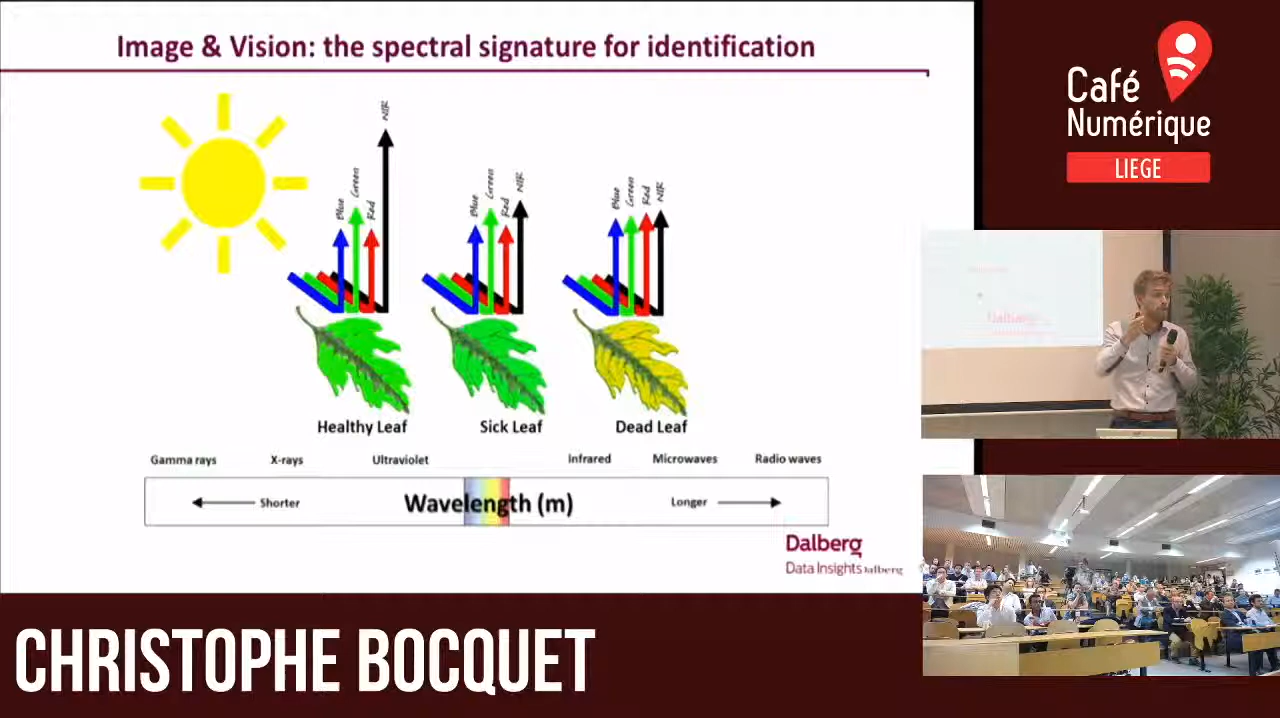 Image & Vision: the spectral signature for identification
Blue
Green
Red
NIR
Blue
Green
Red
NIR
Blue
Green
Red
NIR
Healthy Leaf
Sick Leaf
Dead Leaf
Gamma rays
X-rays
Ultraviolet
Infrared
Microwaves
Radio waves
Shorter
Wavelength (m)
Longer
Dalberg
Data Insights Dalberg
Café
Numérique
LIEGE
Dalberg
CHRISTOPHE BOCQUET